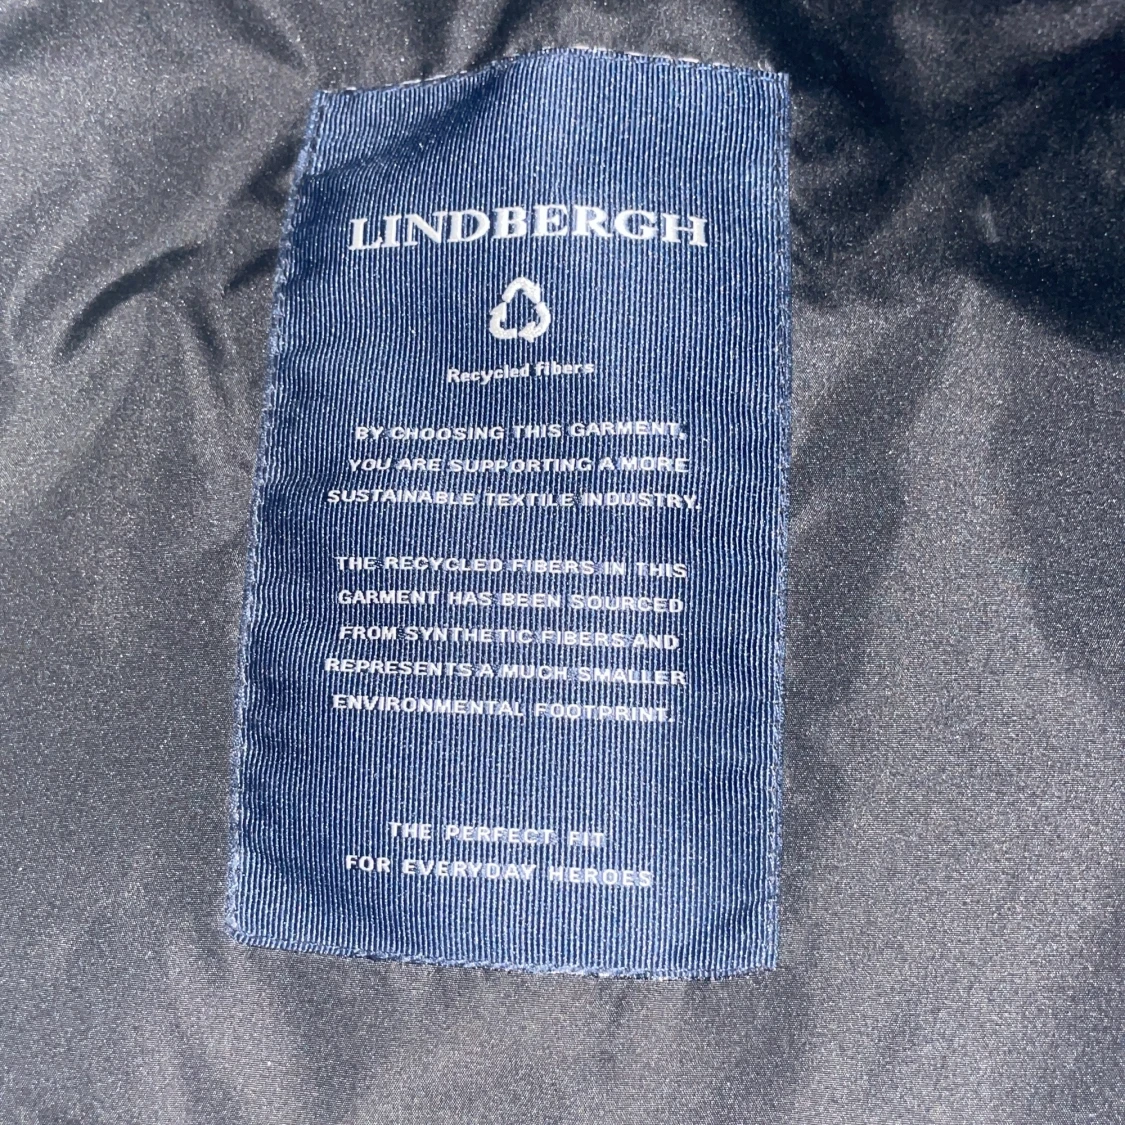 LINDBERGH
Recycled fibers
BY CHOOSING THIS GARMENT,
YOU ARE SUPPORTING A MORE
SUSTAINABLE TEXTILE INDUSTRY.
THE RECYCLED FIBERS IN THIS
GARMENT HAS BEEN SOURCED
FROM SYNTHETIC FIBERS AND
REPRESENTS A MUCH SMALLER
ENVIRONMENTAL FOOTPRINT.
THE PERFECT FIT
FOR EVERYDAY HEROES